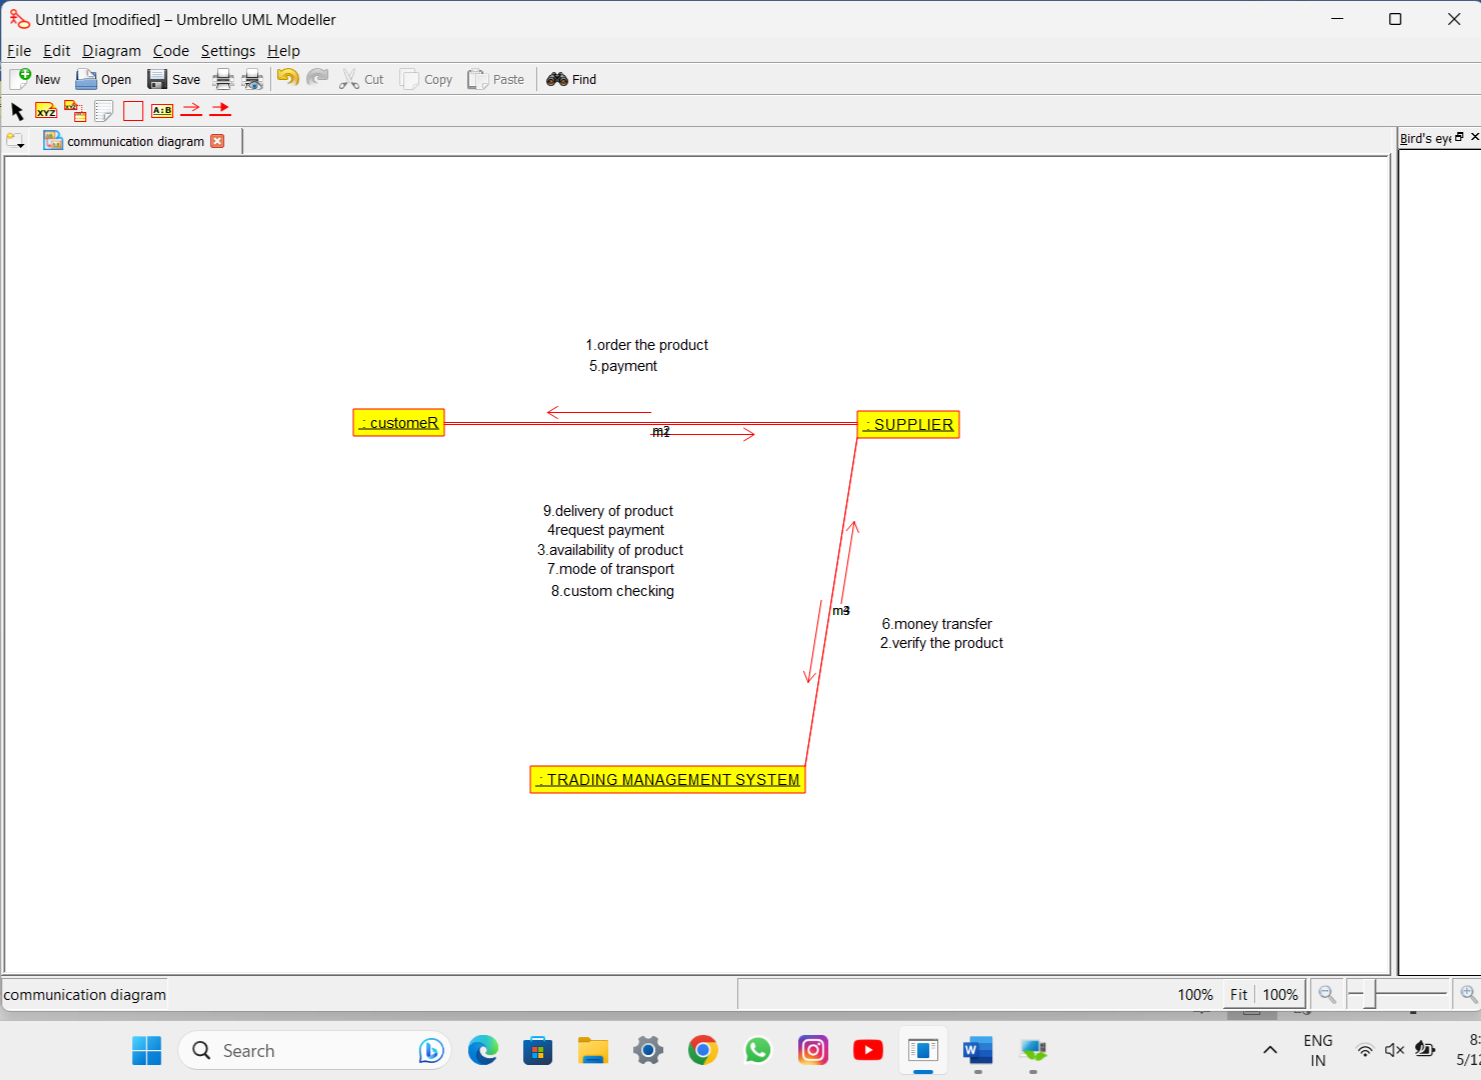 Untitled [modified] – Umbrello UML Modeller
File Edit Diagram Code Settings Help
New Open Save Cut Copy Paste Find
XYZ A:B
communication diagram
Bird's eye
1.order the product
5.payment
: customeR
: SUPPLIER
9.delivery of product
4request payment
3.availability of product
7.mode of transport
8.custom checking
6.money transfer
2.verify the product
: TRADING MANAGEMENT SYSTEM
communication diagram
100% Fit 100%
Search
ENG
IN
8:
5/12